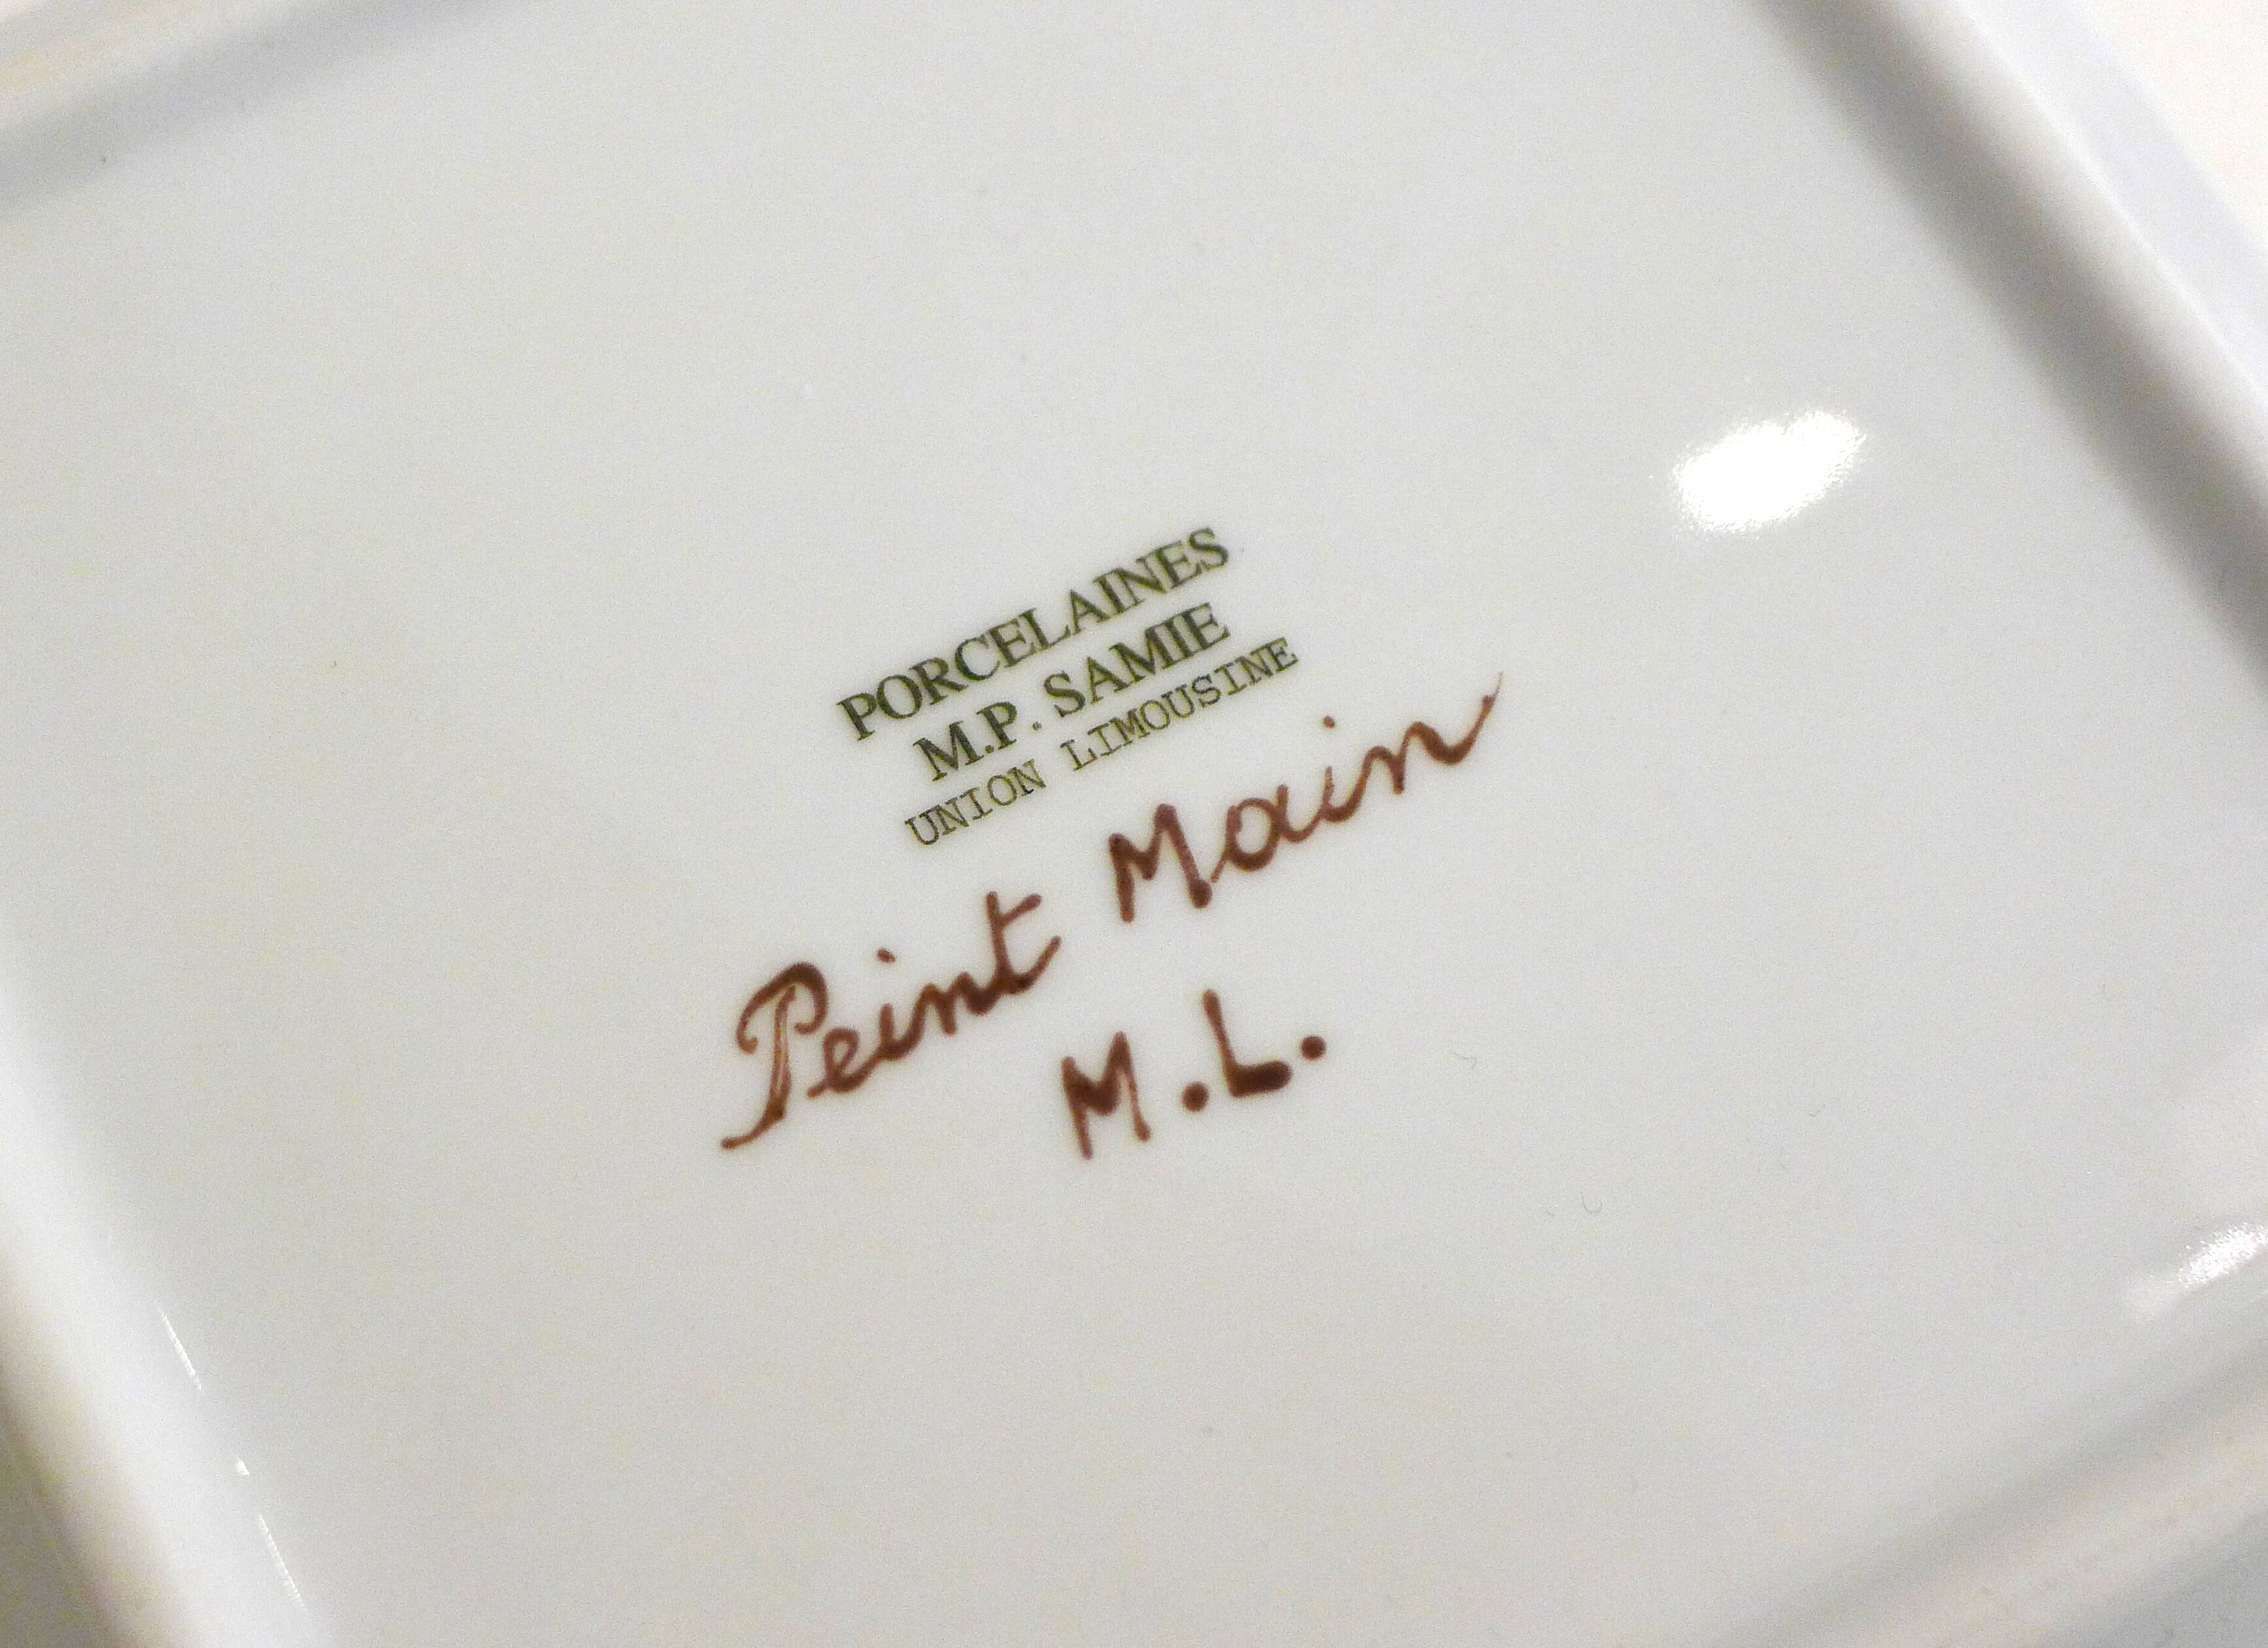 PORCELAINES
M.P. SAMIE
UNION LIMOUSINE
Peint Main
M.L.